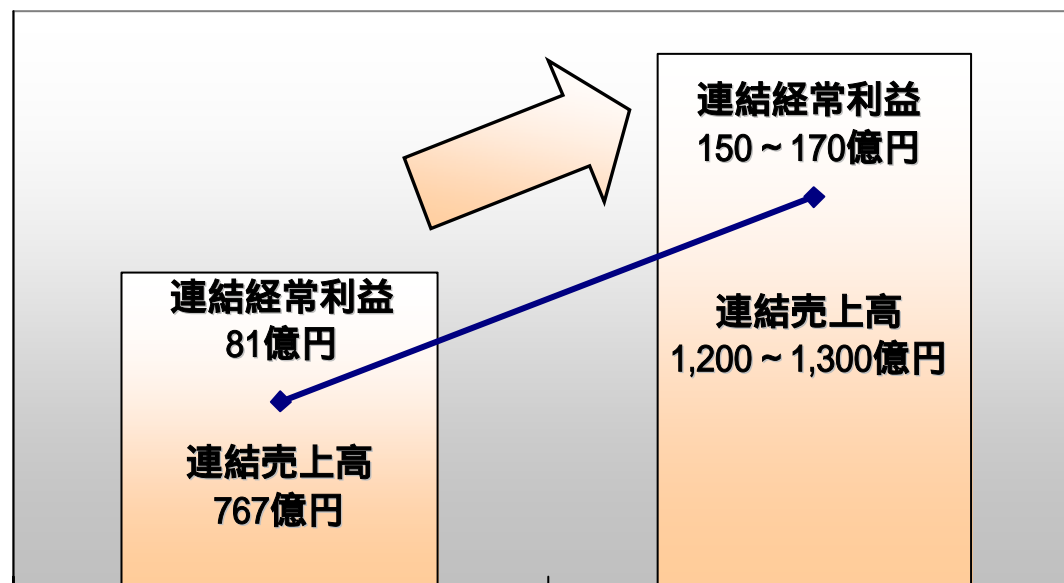 連結経常利益
81億円
連結売上高
767億円
連結経常利益
150~170億円
連結売上高
1,200~1,300億円